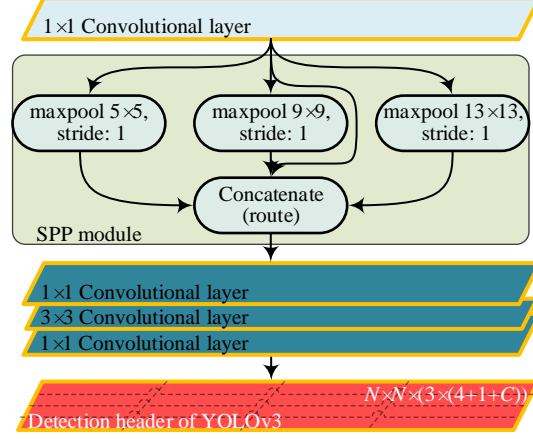 1×1 Convolutional layer
maxpool 5×5,
stride: 1
maxpool 9×9,
stride: 1
maxpool 13×13,
stride: 1
Concatenate
(route)
SPP module
1×1 Convolutional layer
3×3 Convolutional layer
1×1 Convolutional layer
N×N×(3×(4+1+C))
Detection header of YOLOv3